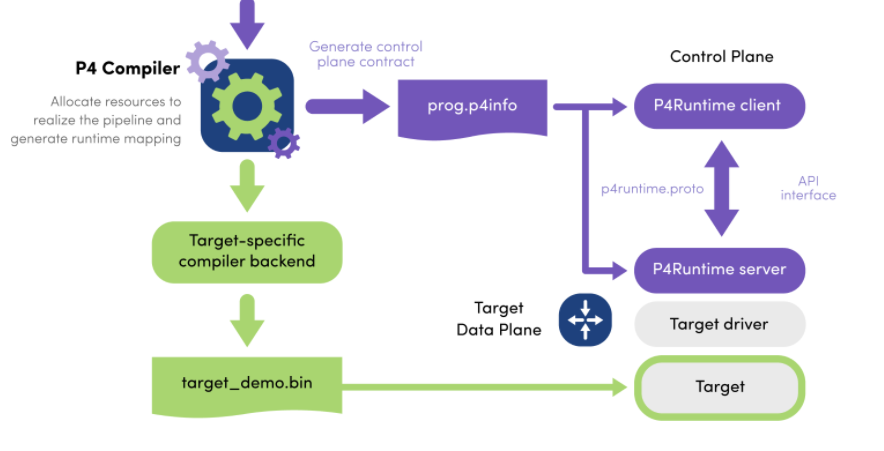 Generate control
plane contract
Control Plane
P4 Compiler
Allocate resources to
realize the pipeline and
generate runtime mapping
prog.p4info
P4Runtime client
p4runtime.proto
API
interface
Target-specific
compiler backend
P4Runtime server
Target
Data Plane
Target driver
target_demo.bin
Target